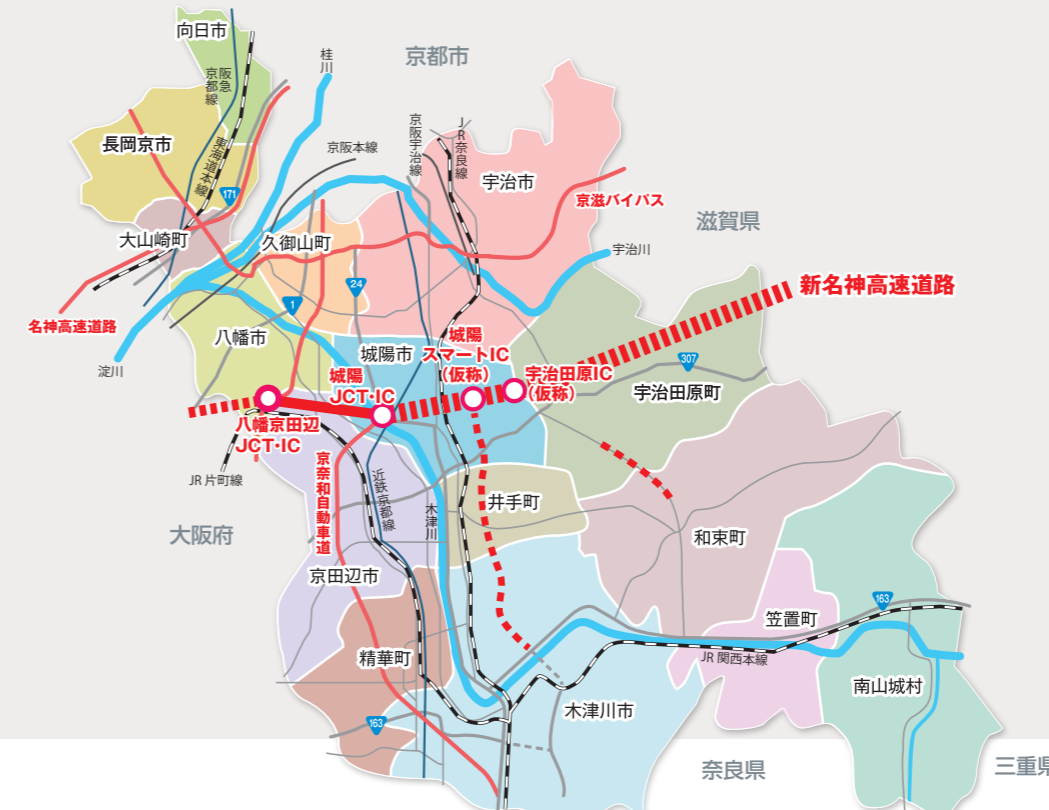 向日市
京都市
桂川
阪急
京都線
長岡京市
東海道本線
171
京阪本線
京阪宇治線
JR奈良線
宇治市
京滋バイパス
滋賀県
大山崎町
久御山町
宇治川
新名神高速道路
24
1
名神高速道路
八幡市
城陽市
城陽
スマートIC
(仮称)
307
淀川
城陽
JCT・IC
宇治田原IC
(仮称)
宇治田原町
八幡京田辺
JCT・IC
JR片町線
京奈和自動車道
近鉄京都線
木津川
井手町
大阪府
和束町
京田辺市
163
笠置町
精華町
JR関西本線
南山城村
木津川市
163
奈良県
三重県